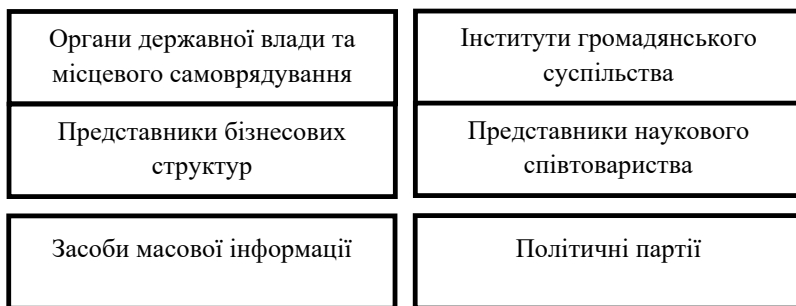 Органи державної влади та
місцевого самоврядування
Інститути громадянського
суспільства
Представники бізнесових
структур
Представники наукового
співтовариства
Засоби масової інформації
Політичні партії